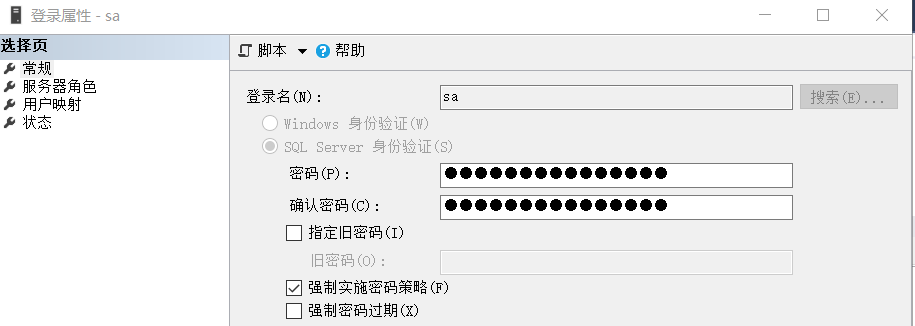 登录属性 - sa
选择页
常规
服务器角色
用户映射
状态
脚本 帮助
登录名(N): sa 搜索(E)...
Windows 身份验证(W)
SQL Server 身份验证(S)
密码(P): ●●●●●●●●●●●●●●●
确认密码(C): ●●●●●●●●●●●●●●●
指定旧密码(I)
旧密码(O):
强制实施密码策略(F)
强制密码过期(X)